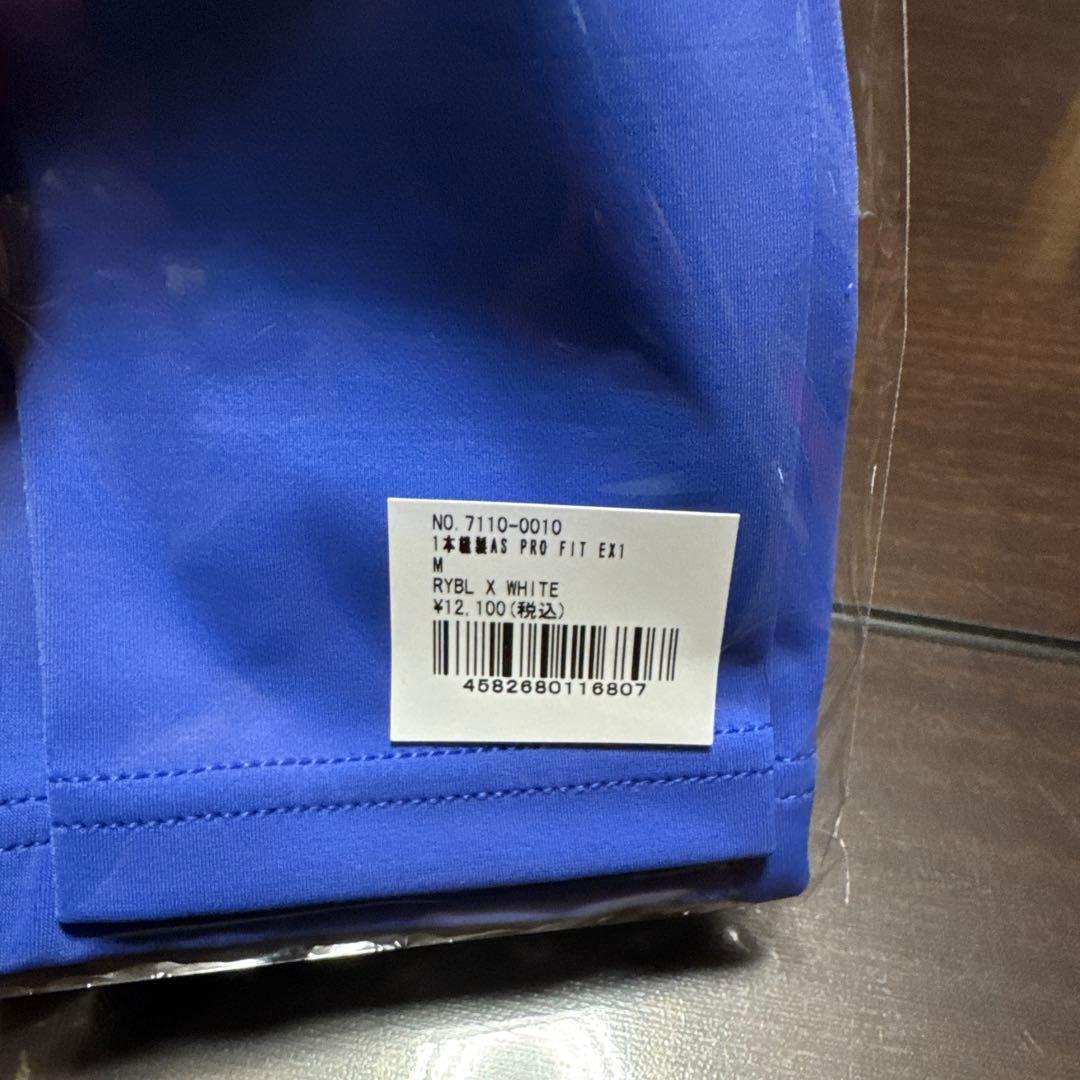 NO. 7110-0010
1本縫製AS PRO FIT EX1
M
RYBL X WHITE
¥12,100(税込)
4582680116807